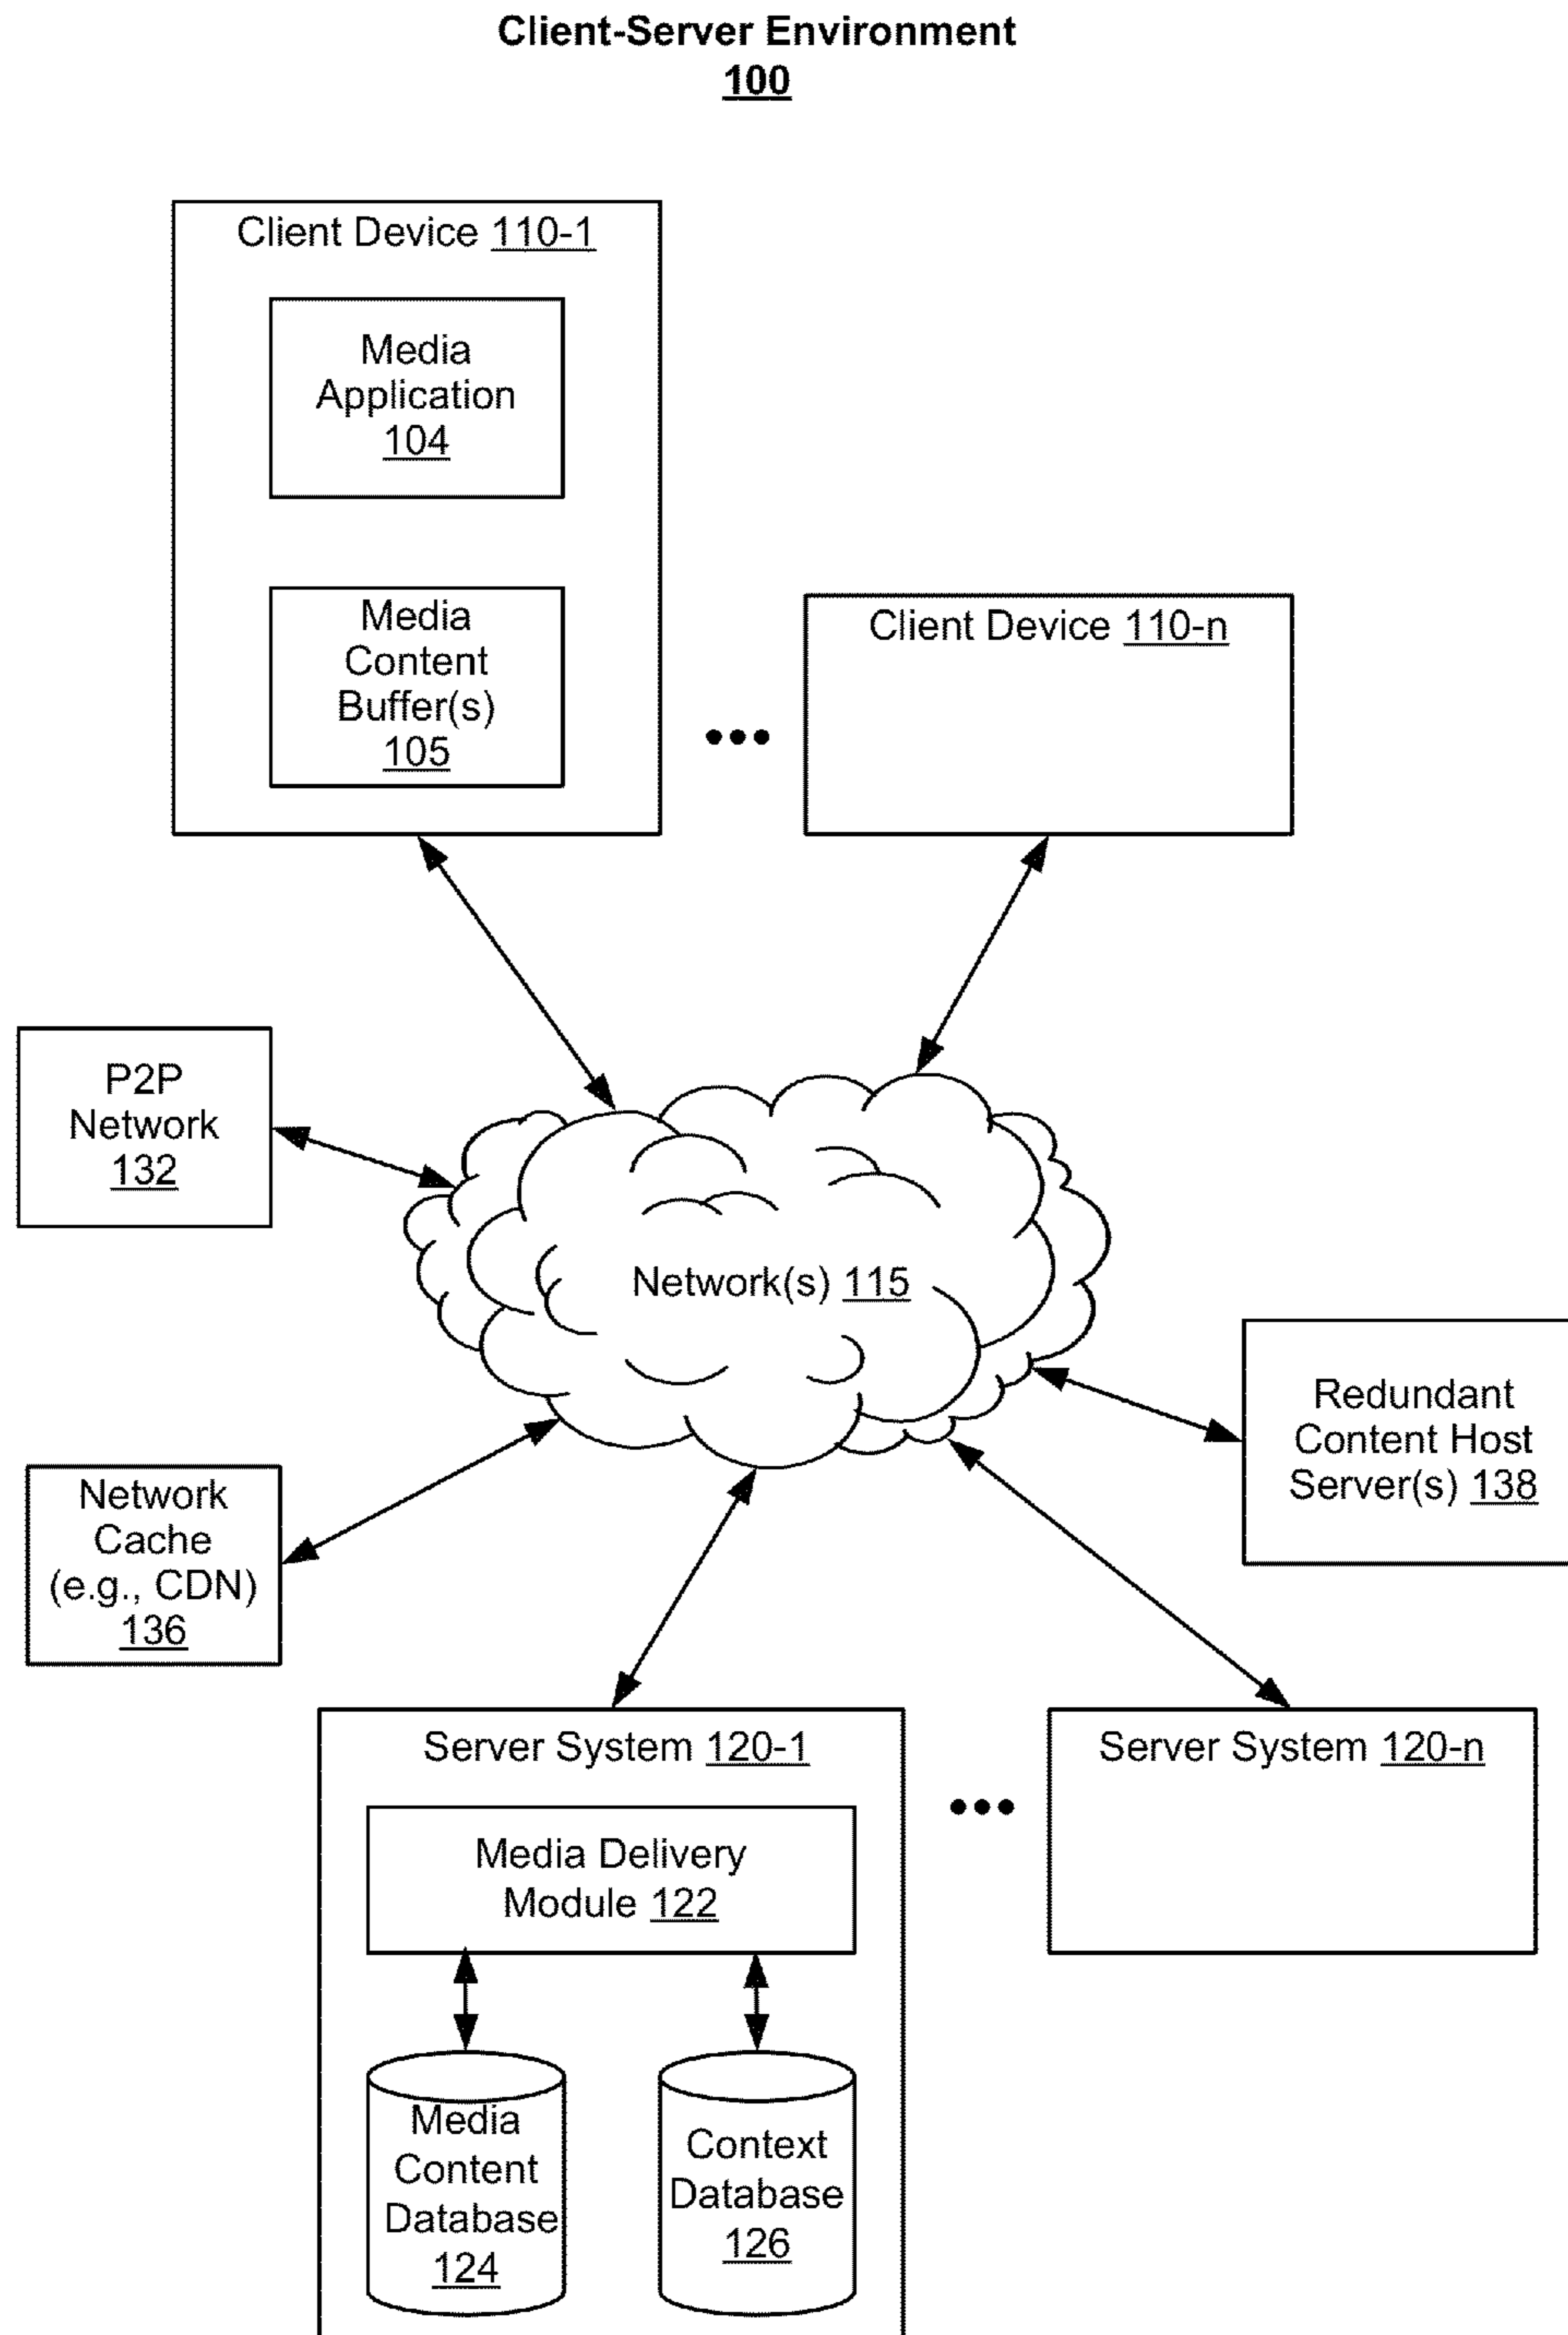 Client-Server Environment
100
Client Device 110-1
Media
Application
104
Media
Content
Buffer(s)
105
Client Device 110-n
P2P
Network
132
Network(s) 115
Redundant
Content Host
Server(s) 138
Network
Cache
(e.g., CDN)
136
Server System 120-1
Media Delivery
Module 122
Media
Content
Database
124
Context
Database
126
Server System 120-n